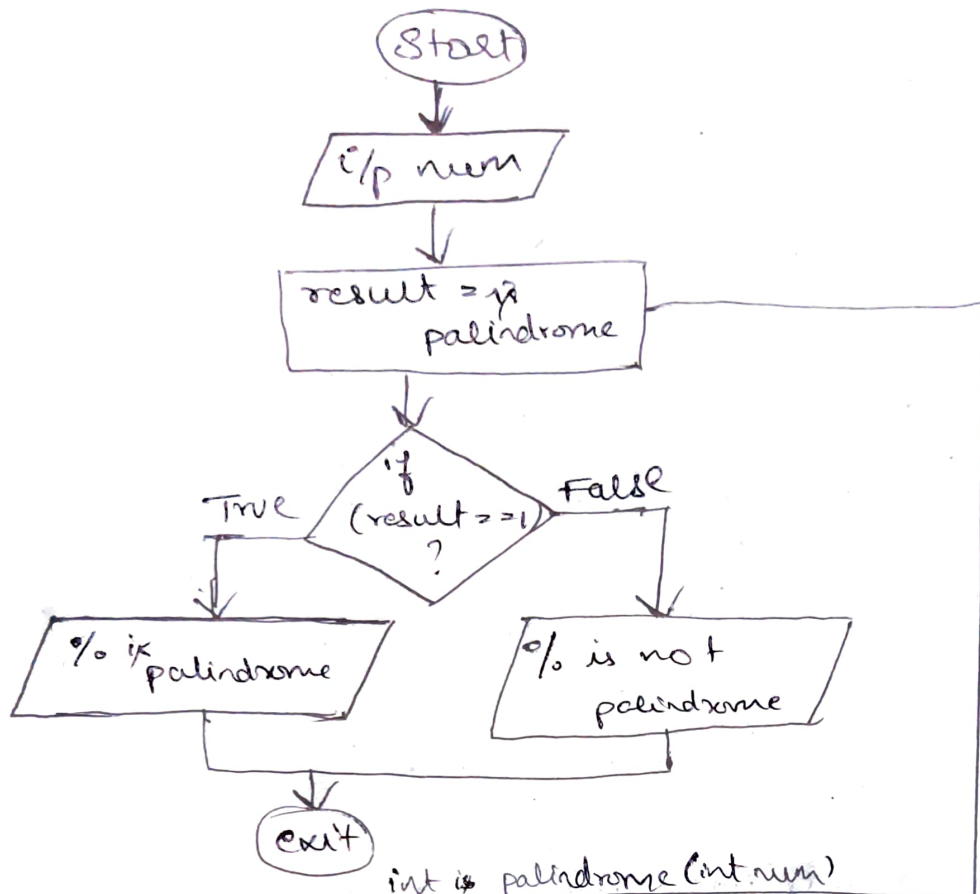 Start
i/p num
result = is
palindrome
if
(result==1)
?
True
False
% is
palindrome
% is not
palindrome
exit
int is palindrome (int num)